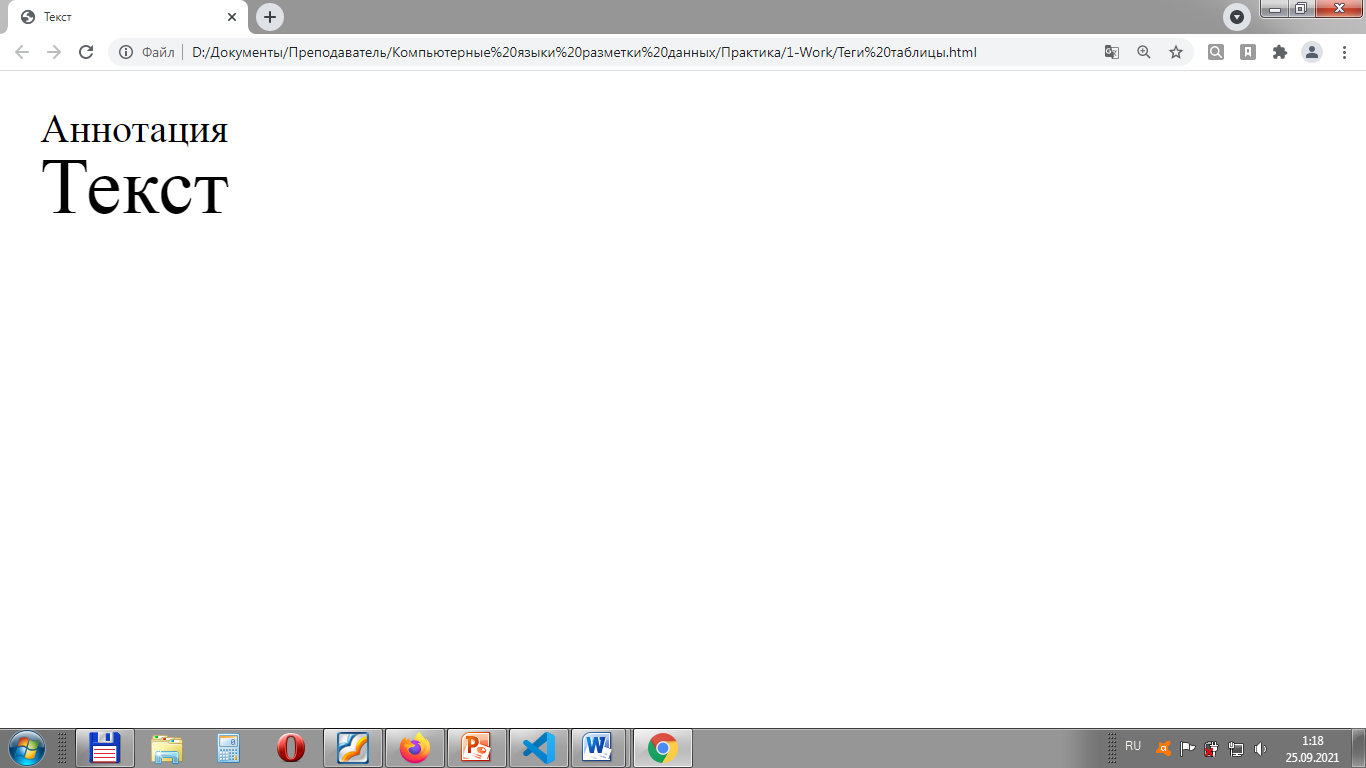 Текст
Файл D:/Документы/Преподаватель/Компьютерные%20языки%20разметки%20данных/Практика/1-Work/Теги%20таблицы.html
Аннотация
Текст
RU
1:18
25.09.2021